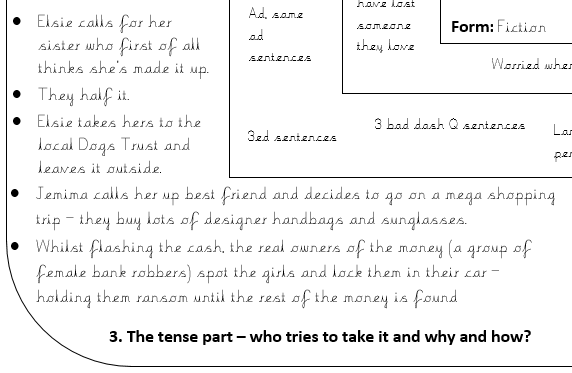 Elsie calls for her
sister who first of all
thinks she's made it up.
They half it.
Elsie takes hers to the
local Dogs Trust and
leaves it outside.
Ad, same
ad
sentences
have lost
someone
they love
Form: Fiction
Worried when
3ed sentences
3 bad dash Q sentences
Lan
per
Jemima calls her up best friend and decides to go on a mega shopping
trip – they buy lots of designer handbags and sunglasses.
Whilst flashing the cash, the real owners of the money (a group of
female bank robbers) spot the girls and lock them in their car –
holding them ransom until the rest of the money is found
3. The tense part – who tries to take it and why and how?